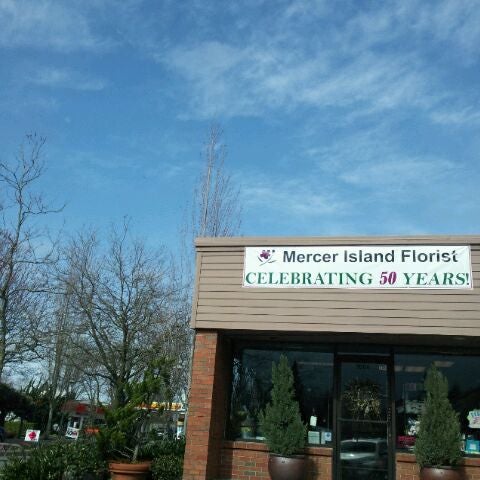 Mercer Island Florist
CELEBRATING 50 YEARS!